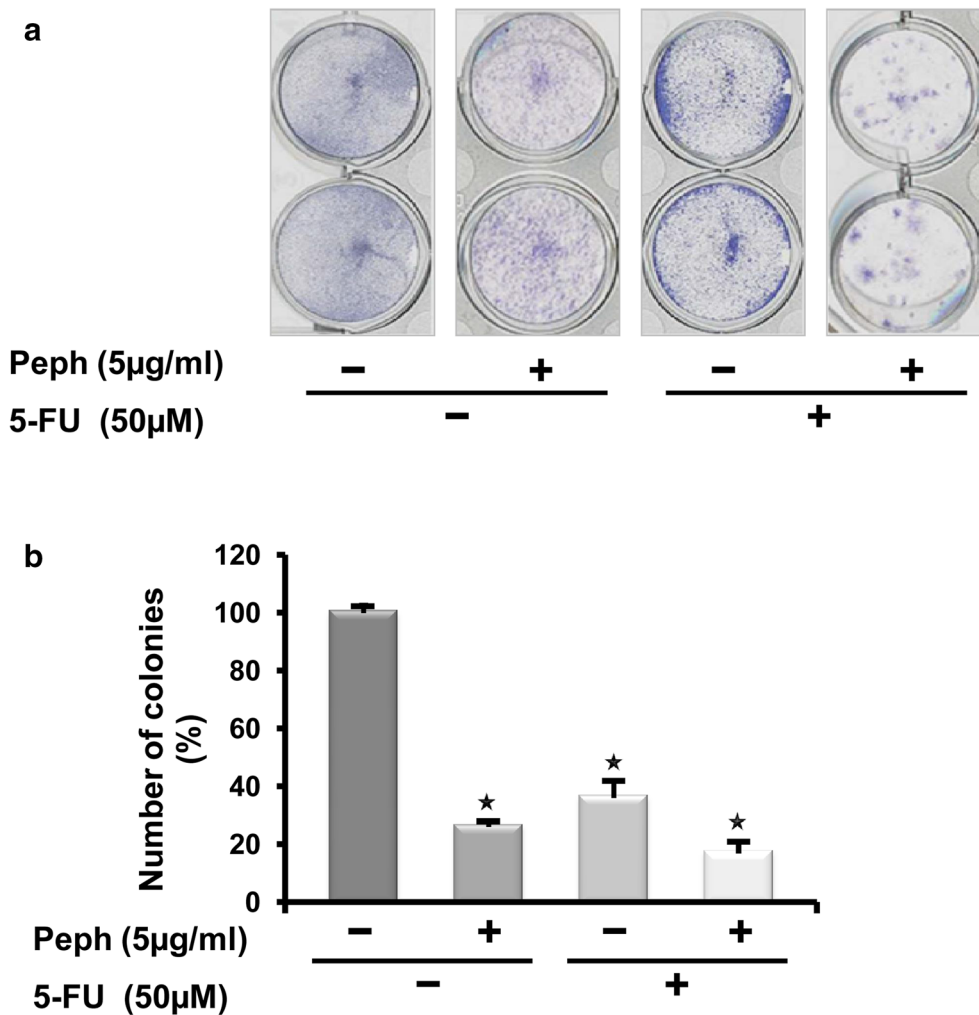 a
Peph (5µg/ml) − + − +
5-FU (50µM) − +
b
120
100
80
60
40
20
0
Number of colonies
(%)
Peph (5µg/ml) − + − +
5-FU (50µM) − +